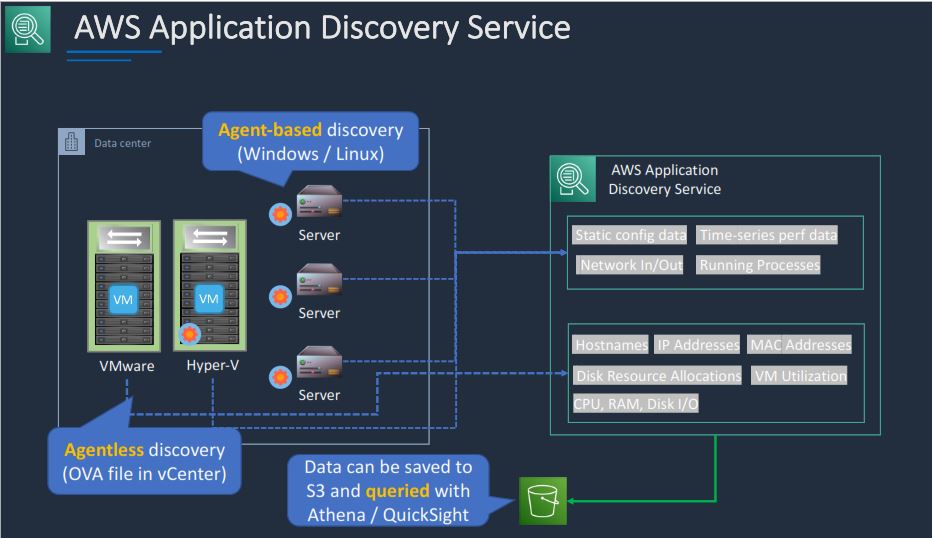 AWS Application Discovery Service
Agent-based discovery
(Windows / Linux)
Data center
AWS Application
Discovery Service
Server
Static config data Time-series perf data
Network In/Out Running Processes
VM VM
Server
Hostnames IP Addresses MAC Addresses
VMware Hyper-V
Disk Resource Allocations VM Utilization
Server
CPU, RAM, Disk I/O
Agentless discovery
(OVA file in vCenter)
Data can be saved to
S3 and queried with
Athena / QuickSight